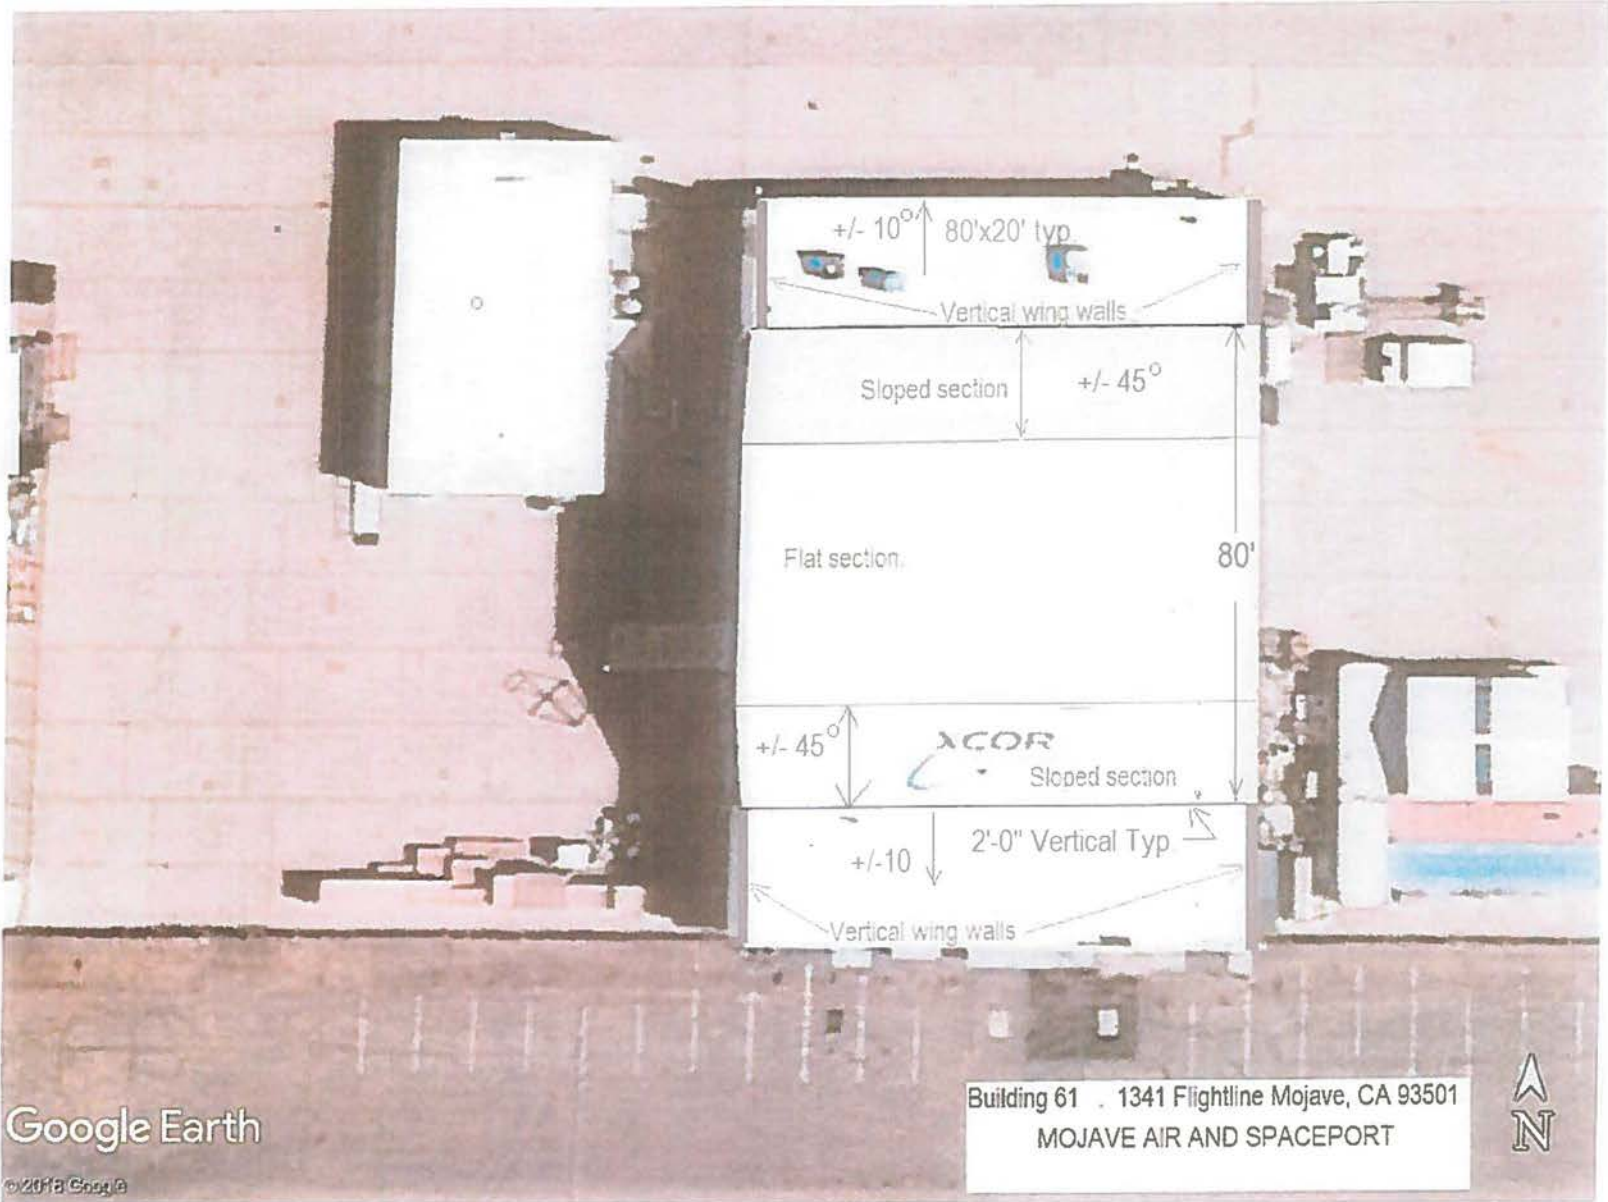 +/- 10° 80'x20' typ
Vertical wing walls
Sloped section +/- 45°
Flat section. 80'
+/- 45° XCOR
Sloped section
+/-10 2'-0" Vertical Typ
Vertical wing walls
Building 61 . 1341 Flightline Mojave, CA 93501
MOJAVE AIR AND SPACEPORT
N
Google Earth
© 2018 Google